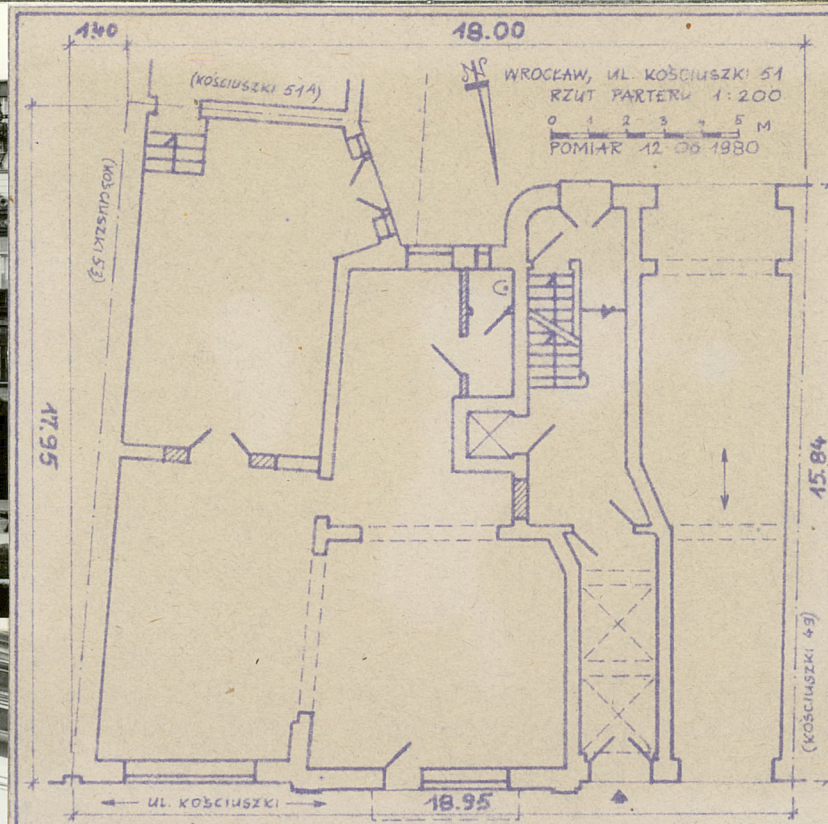 1.40
18.00
(KOŚCIUSZKI 51A)
N
WROCŁAW, UL. KOŚCIUSZKI 51
RZUT PARTERU 1:200
0 1 2 3 4 5 M
POMIAR 12 06 1980
(KOŚCIUSZKI 53)
17.95
15.84
(KOŚCIUSZKI 49)
UL. KOŚCIUSZKI
18.95